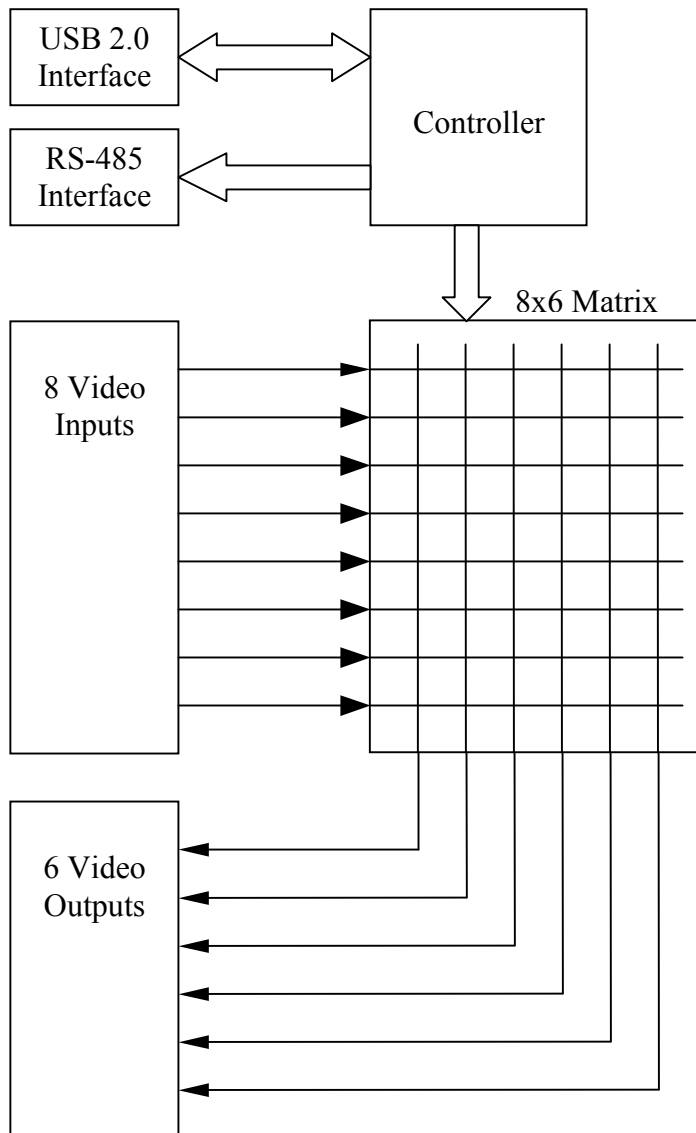 USB 2.0
Interface
Controller
RS-485
Interface
8x6 Matrix
8 Video
Inputs
6 Video
Outputs